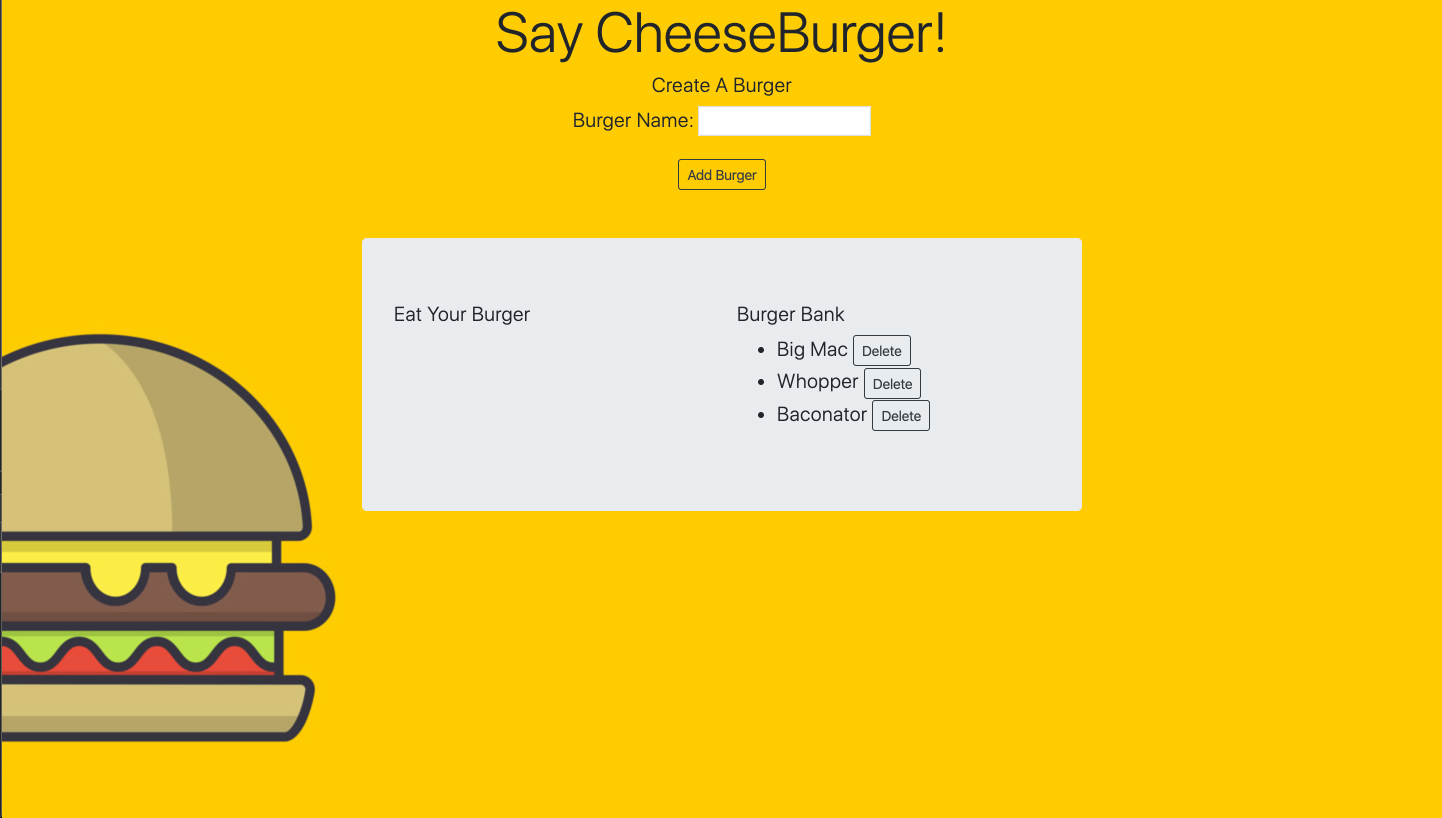 Say CheeseBurger!
Create A Burger
Burger Name:
Add Burger
Eat Your Burger
Burger Bank
Big Mac Delete
Whopper Delete
Baconator Delete